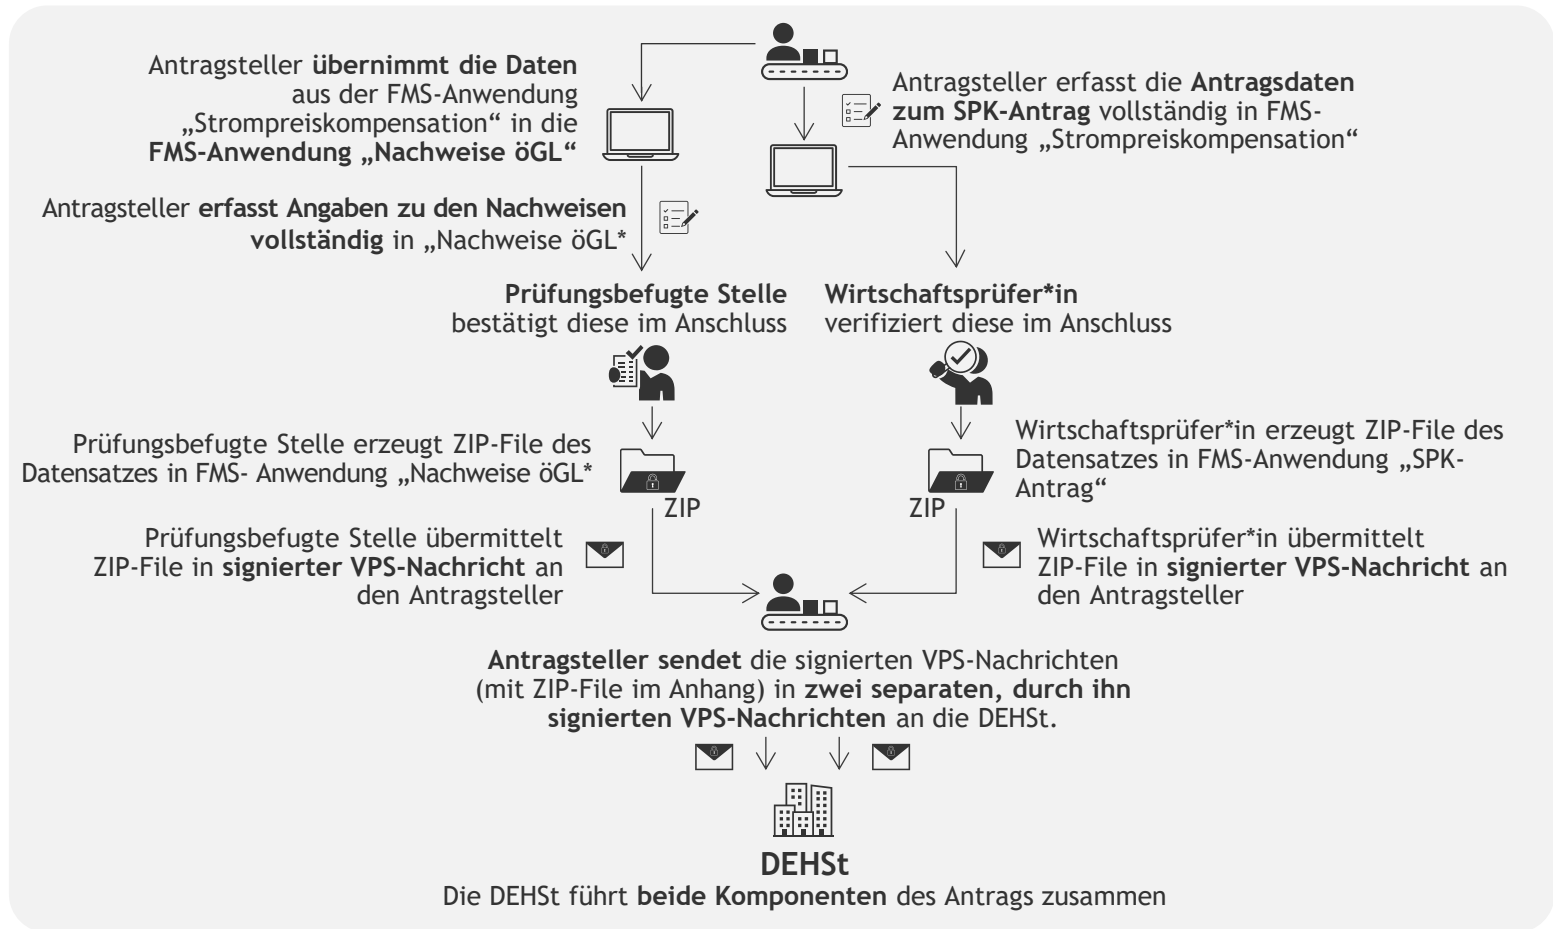 Antragsteller übernimmt die Daten
aus der FMS-Anwendung
„Strompreiskompensation“ in die
FMS-Anwendung „Nachweise öGL“
Antragsteller erfasst die Antragsdaten
zum SPK-Antrag vollständig in FMS-
Anwendung „Strompreiskompensation“
Antragsteller erfasst Angaben zu den Nachweisen
vollständig in „Nachweise öGL*
Prüfungsbefugte Stelle
bestätigt diese im Anschluss
Wirtschaftsprüfer*in
verifiziert diese im Anschluss
Prüfungsbefugte Stelle erzeugt ZIP-File des
Datensatzes in FMS- Anwendung „Nachweise öGL*
ZIP
Wirtschaftsprüfer*in erzeugt ZIP-File des
Datensatzes in FMS-Anwendung „SPK-
Antrag“
ZIP
Prüfungsbefugte Stelle übermittelt
ZIP-File in signierter VPS-Nachricht an
den Antragsteller
Wirtschaftsprüfer*in übermittelt
ZIP-File in signierter VPS-Nachricht an
den Antragsteller
Antragsteller sendet die signierten VPS-Nachrichten
(mit ZIP-File im Anhang) in zwei separaten, durch ihn
signierten VPS-Nachrichten an die DEHSt.
DEHSt
Die DEHSt führt beide Komponenten des Antrags zusammen